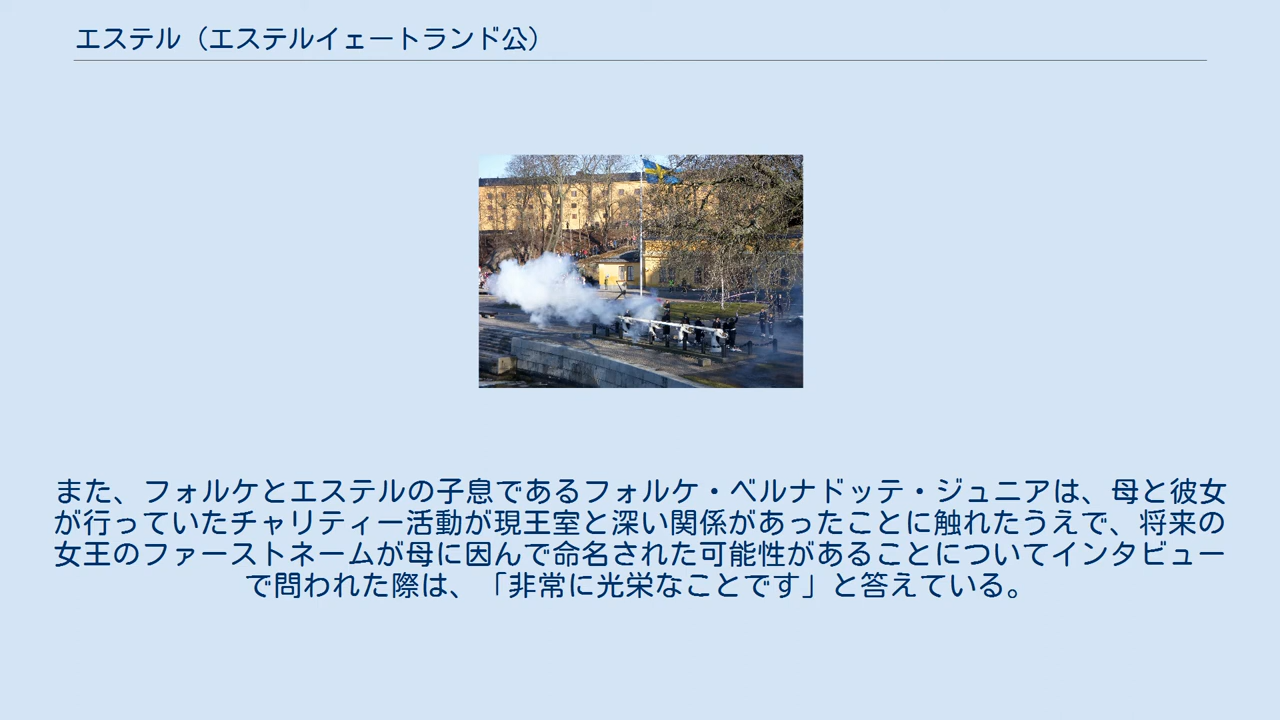 エステル（エステルイェートランド公）
また、フォルケとエステルの子息であるフォルケ・ベルナドッテ・ジュニアは、母と彼女
が行っていたチャリティー活動が現王室と深い関係があったことに触れたうえで、将来の
女王のファーストネームが母に因んで命名された可能性があることについてインタビュー
で問われた際は、「非常に光栄なことです」と答えている。